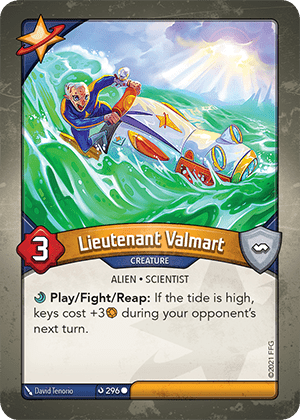 Lieutenant Valmart
CREATURE
3
ALIEN • SCIENTIST
Play/Fight/Reap: If the tide is high,
keys cost +3 during your opponent's
next turn.
©2021 FFG
David Tenorio
296